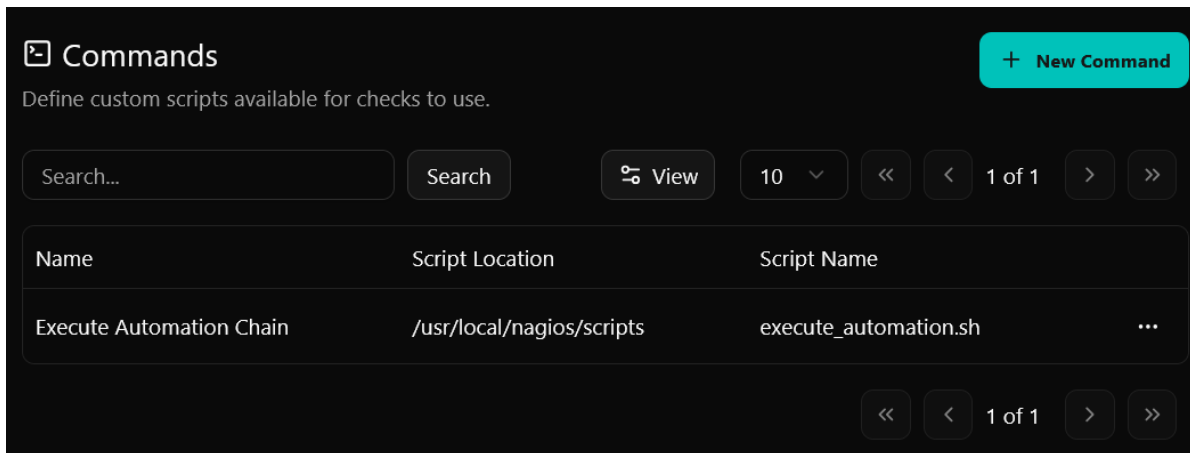 Commands
+ New Command
Define custom scripts available for checks to use.
Search...
Search
View
10
1 of 1
Name
Script Location
Script Name
Execute Automation Chain
/usr/local/nagios/scripts
execute_automation.sh
1 of 1